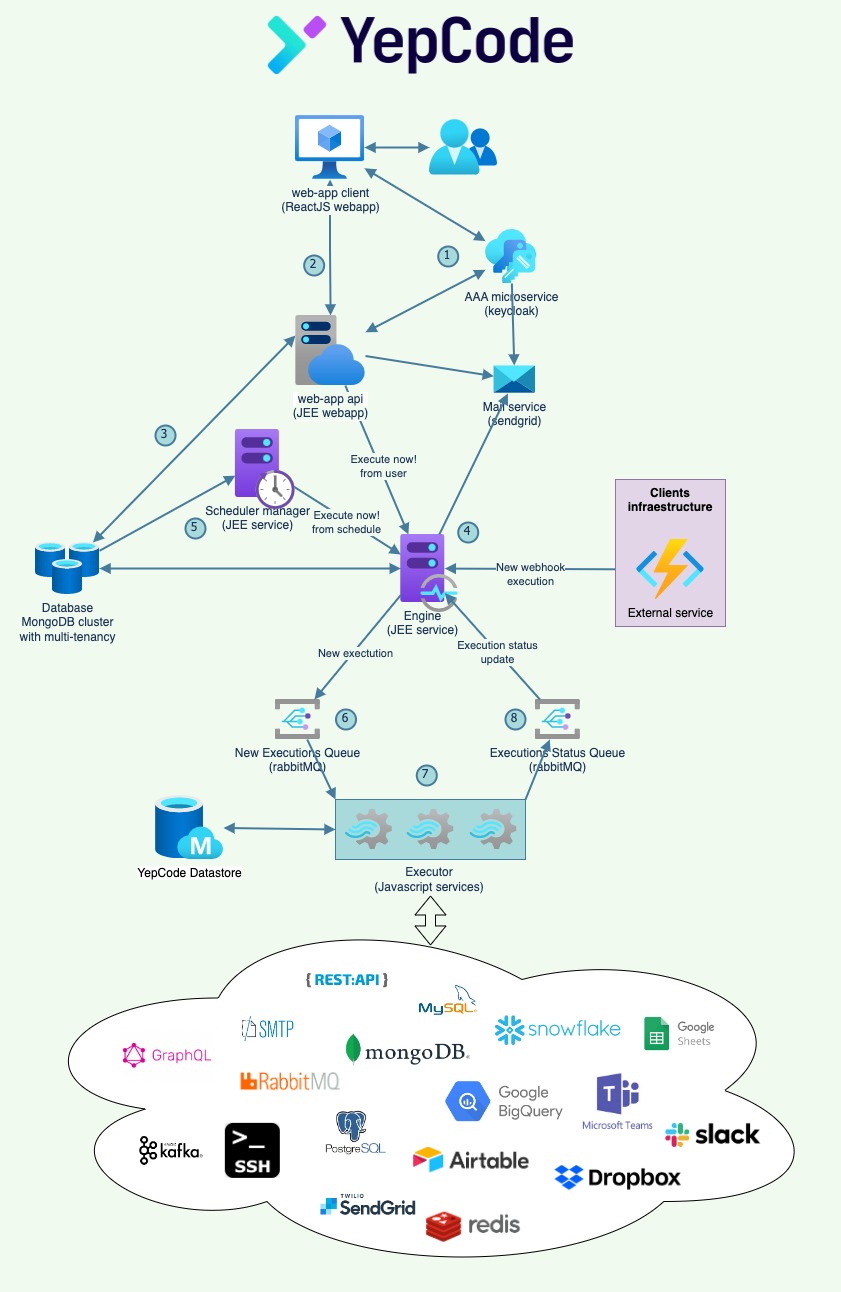 YepCode
web-app client
(ReactJS webapp)
1
2
AAA microservice
(keycloak)
web-app api
(JEE webapp)
Mail service
(sendgrid)
3
Execute now!
from user
Scheduler manager
(JEE service)
Execute now!
from schedule
5
4
Clients
infraestructure
External service
New webhook
execution
Database
MongoDB cluster
with multi-tenancy
Engine
(JEE service)
New exectution
Execution status
update
6
8
New Executions Queue
(rabbitMQ)
Executions Status Queue
(rabbitMQ)
7
M
YepCode Datastore
Executor
(Javascript services)
{ REST:API }
MySQL
SMTP
snowflake
Google
Sheets
GraphQL
mongoDB
RabbitMQ
Google
BigQuery
T
Microsoft Teams
kafka
>_
SSH
PostgreSQL
Airtable
slack
Dropbox
TWILIO
SendGrid
redis